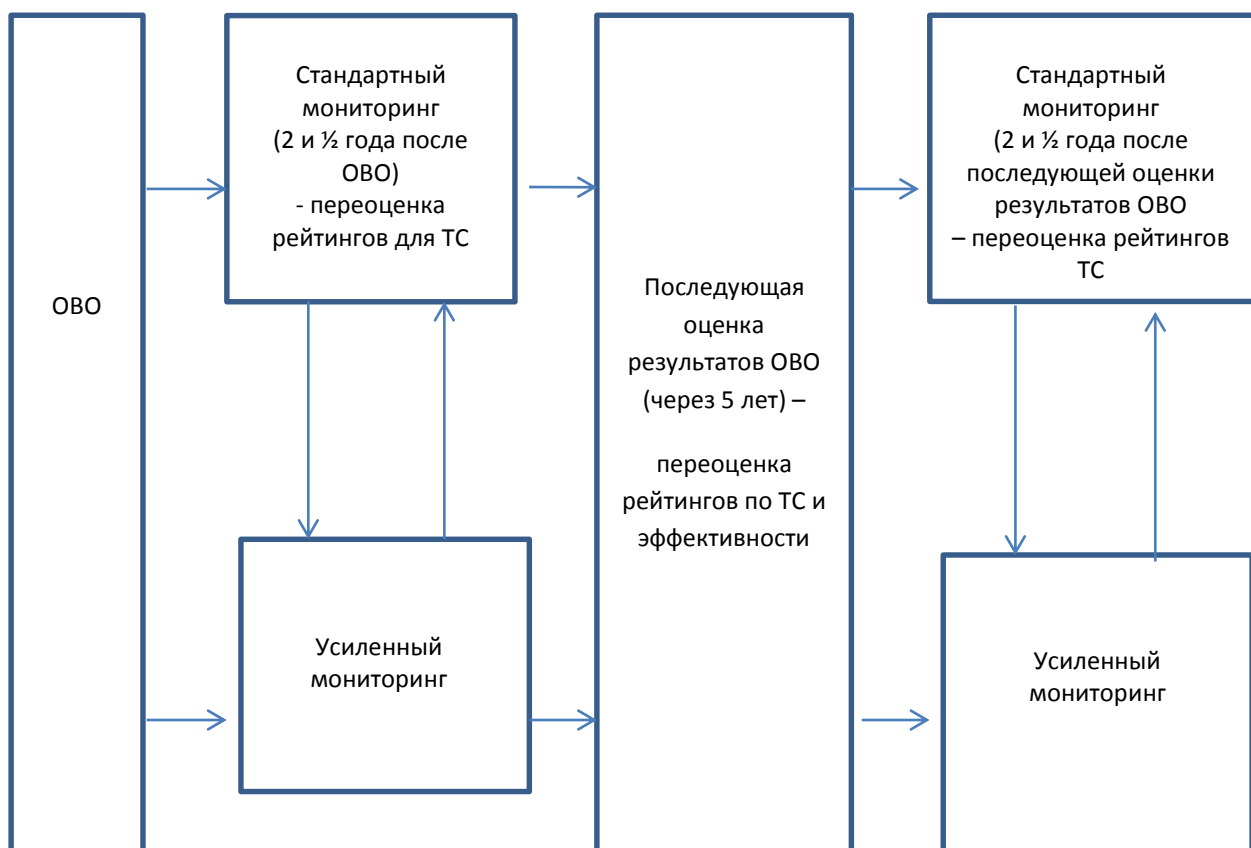 ОВО
Стандартный
мониторинг
(2 и ½ года после
ОВО)
- переоценка
рейтингов для ТС
Усиленный
мониторинг
Последующая
оценка
результатов ОВО
(через 5 лет) –
переоценка
рейтингов по ТС и
эффективности
Стандартный
мониторинг
(2 и ½ года после
последующей оценки
результатов ОВО
– переоценка рейтингов
ТС
Усиленный
мониторинг